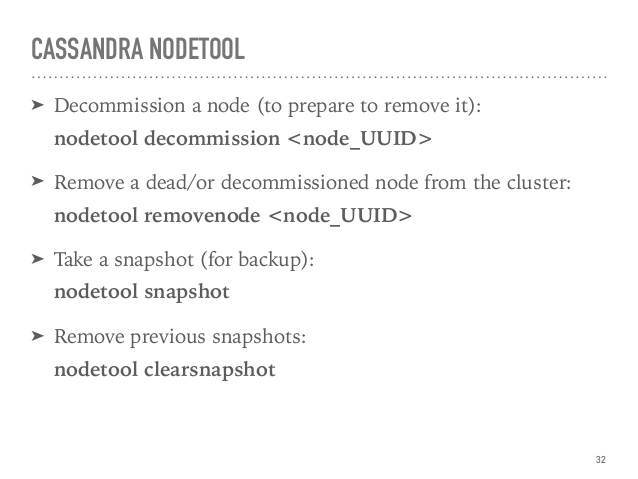 CASSANDRA NODETOOL
➤ Decommission a node (to prepare to remove it):
nodetool decommission <node_UUID>
➤ Remove a dead/or decommissioned node from the cluster:
nodetool removenode <node_UUID>
➤ Take a snapshot (for backup):
nodetool snapshot
➤ Remove previous snapshots:
nodetool clearsnapshot
32